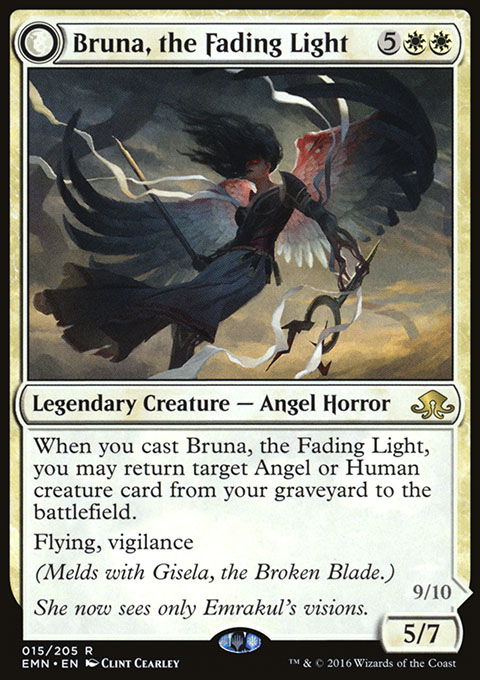 Bruna, the Fading Light 5
Legendary Creature — Angel Horror
When you cast Bruna, the Fading Light,
you may return target Angel or Human
creature card from your graveyard to the
battlefield.
Flying, vigilance
(Melds with Gisela, the Broken Blade.)
She now sees only Emrakul's visions.
9/10
5/7
015/205 R
EMN • EN Clint Cearley
™ & © 2016 Wizards of the Coast